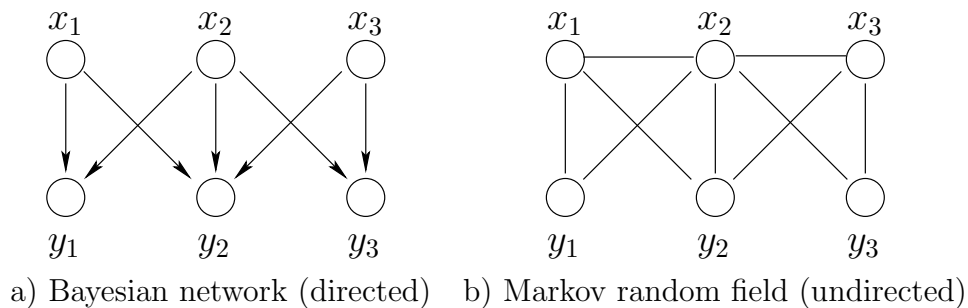 x₁ x₂ x₃ x₁ x₂ x₃
y₁ y₂ y₃ y₁ y₂ y₃
a) Bayesian network (directed) b) Markov random field (undirected)